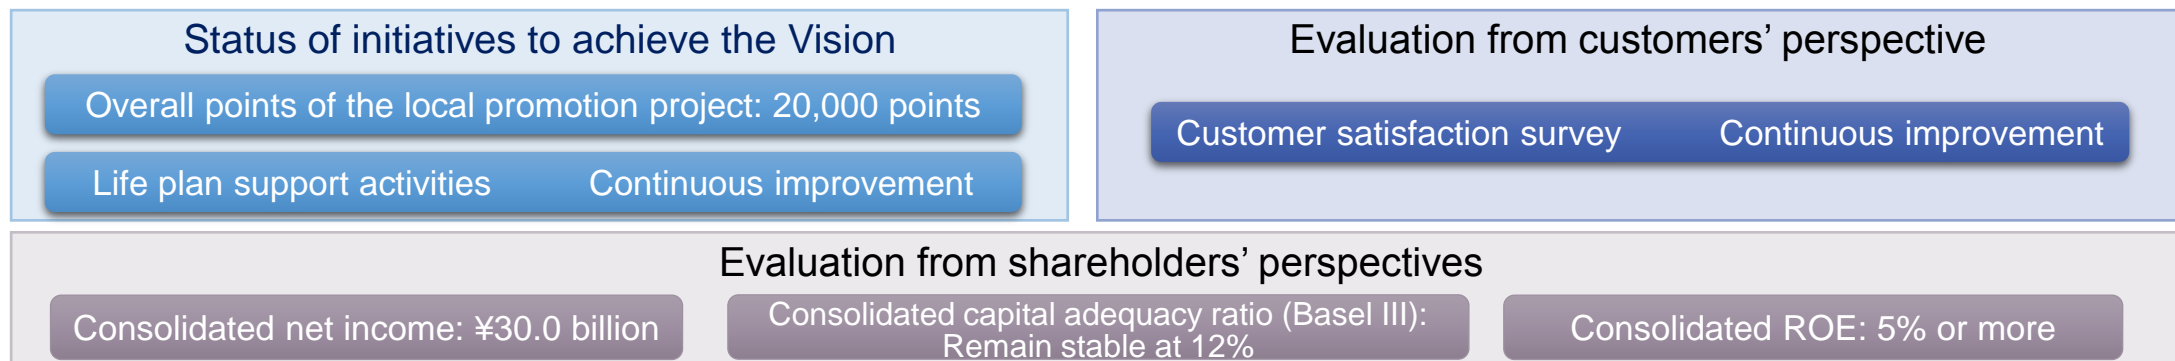 Status of initiatives to achieve the Vision
Overall points of the local promotion project: 20,000 points
Life plan support activities Continuous improvement
Evaluation from customers’ perspective
Customer satisfaction survey Continuous improvement
Evaluation from shareholders’ perspectives
Consolidated net income: ¥30.0 billion
Consolidated capital adequacy ratio (Basel III):
Remain stable at 12%
Consolidated ROE: 5% or more